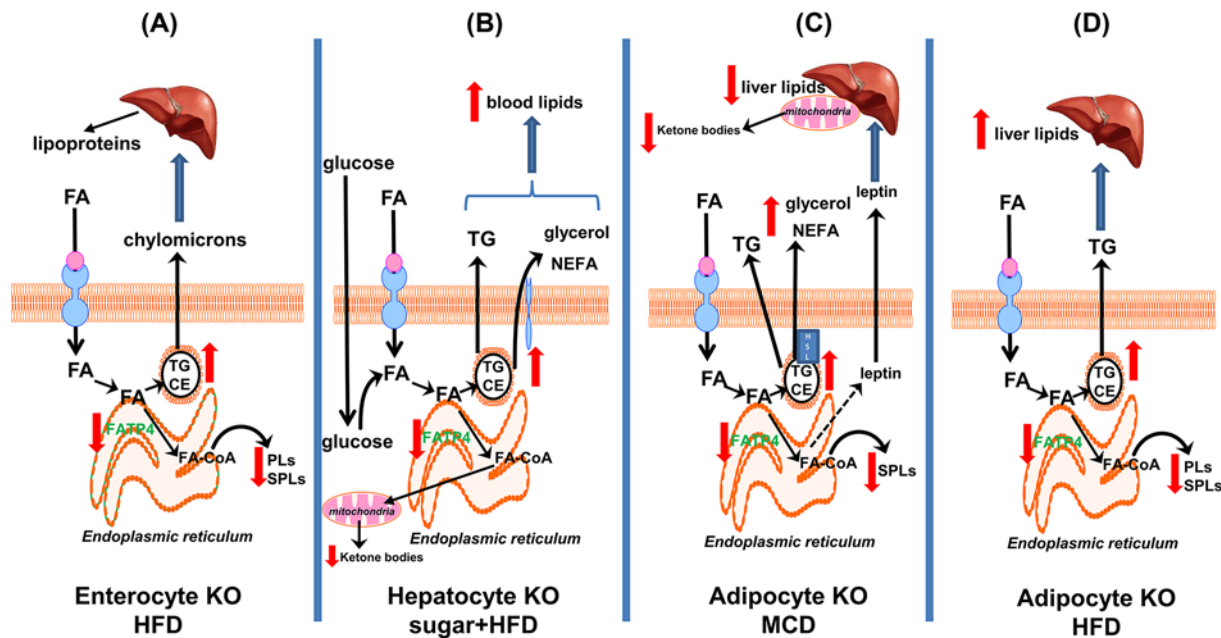 (A)
lipoproteins
FA
chylomicrons
FA
FA
TG
CE
FATP4
FA-CoA
PLs
SPLs
Endoplasmic reticulum
Enterocyte KO
HFD
(B)
blood lipids
glucose
FA
TG
glycerol
NEFA
FA
FA
TG
CE
glucose
FATP4
FA-CoA
mitochondria
Ketone bodies
Endoplasmic reticulum
Hepatocyte KO
sugar+HFD
(C)
liver lipids
mitochondria
Ketone bodies
leptin
FA
glycerol
NEFA
TG
HSL
TG
CE
FA
FA
leptin
FATP4
FA-CoA
SPLs
Endoplasmic reticulum
Adipocyte KO
MCD
(D)
liver lipids
FA
TG
FA
FA
TG
CE
FATP4
FA-CoA
PLs
SPLs
Endoplasmic reticulum
Adipocyte KO
HFD